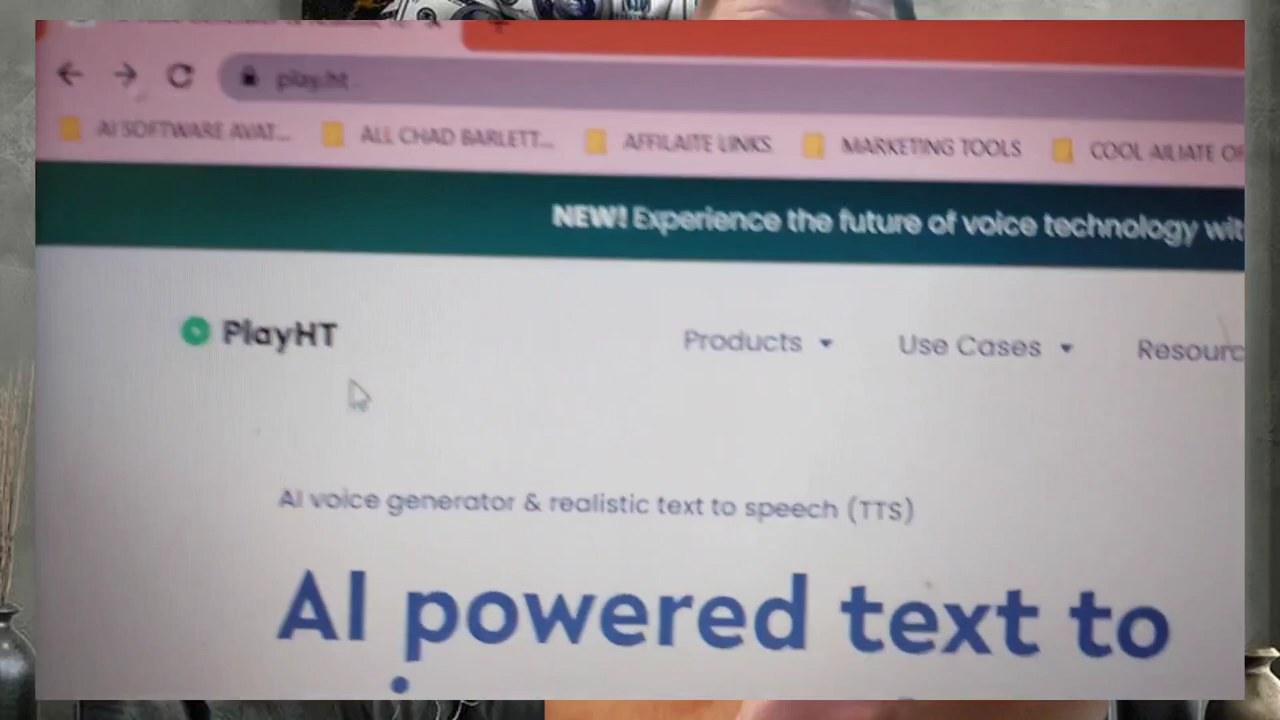 play.ht
AI SOFTWARE AVAT... ALL CHAD BARLETT... AFFILAITE LINKS MARKETING TOOLS COOL AILIATE OF
NEW! Experience the future of voice technology wit
PlayHT Products Use Cases Resourc
AI voice generator & realistic text to speech (TTS)
AI powered text to